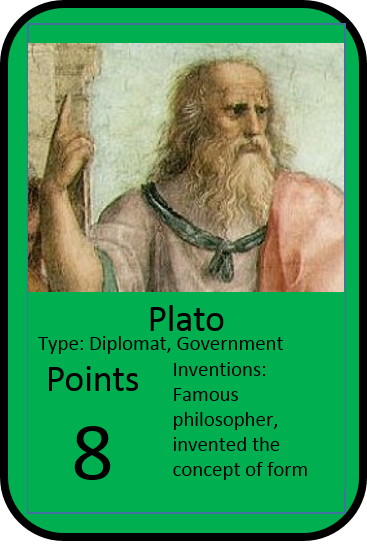 Plato
Type: Diplomat, Government
Points
8
Inventions:
Famous
philosopher,
invented the
concept of form